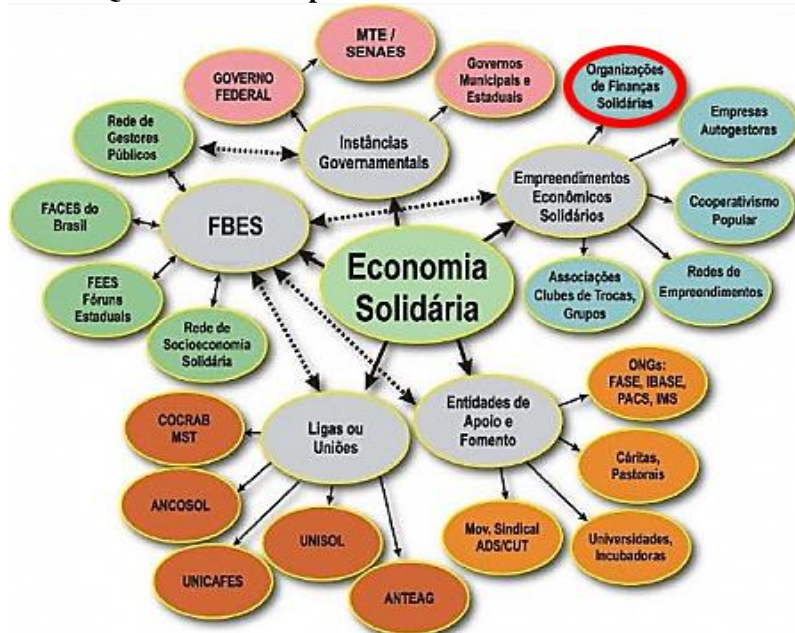 MTE /
SENAES
GOVERNO
FEDERAL
Governos
Municipais e
Estaduais
Organizações
de Finanças
Solidárias
Rede de
Gestores
Públicos
Instâncias
Governamentais
Empresas
Autogestoras
Empreendimentos
Econômicos
Solidários
FACES do
Brasil
FBES
Cooperativismo
Popular
Economia
Solidária
FEES
Fóruns
Estaduais
Associações
Clubes de Trocas,
Grupos
Redes de
Empreendimentos
Rede de
Socioeconomia
Solidária
ONGs:
FASE, IBASE,
PACS, IMS
COCRAB
MST
Ligas ou
Uniões
Entidades de
Apoio e
Fomento
Cáritas,
Pastorais
ANCOSOL
UNISOL
Mov. Sindical
ADS/CUT
Universidades,
Incubadoras
UNICAFES
ANTEAG